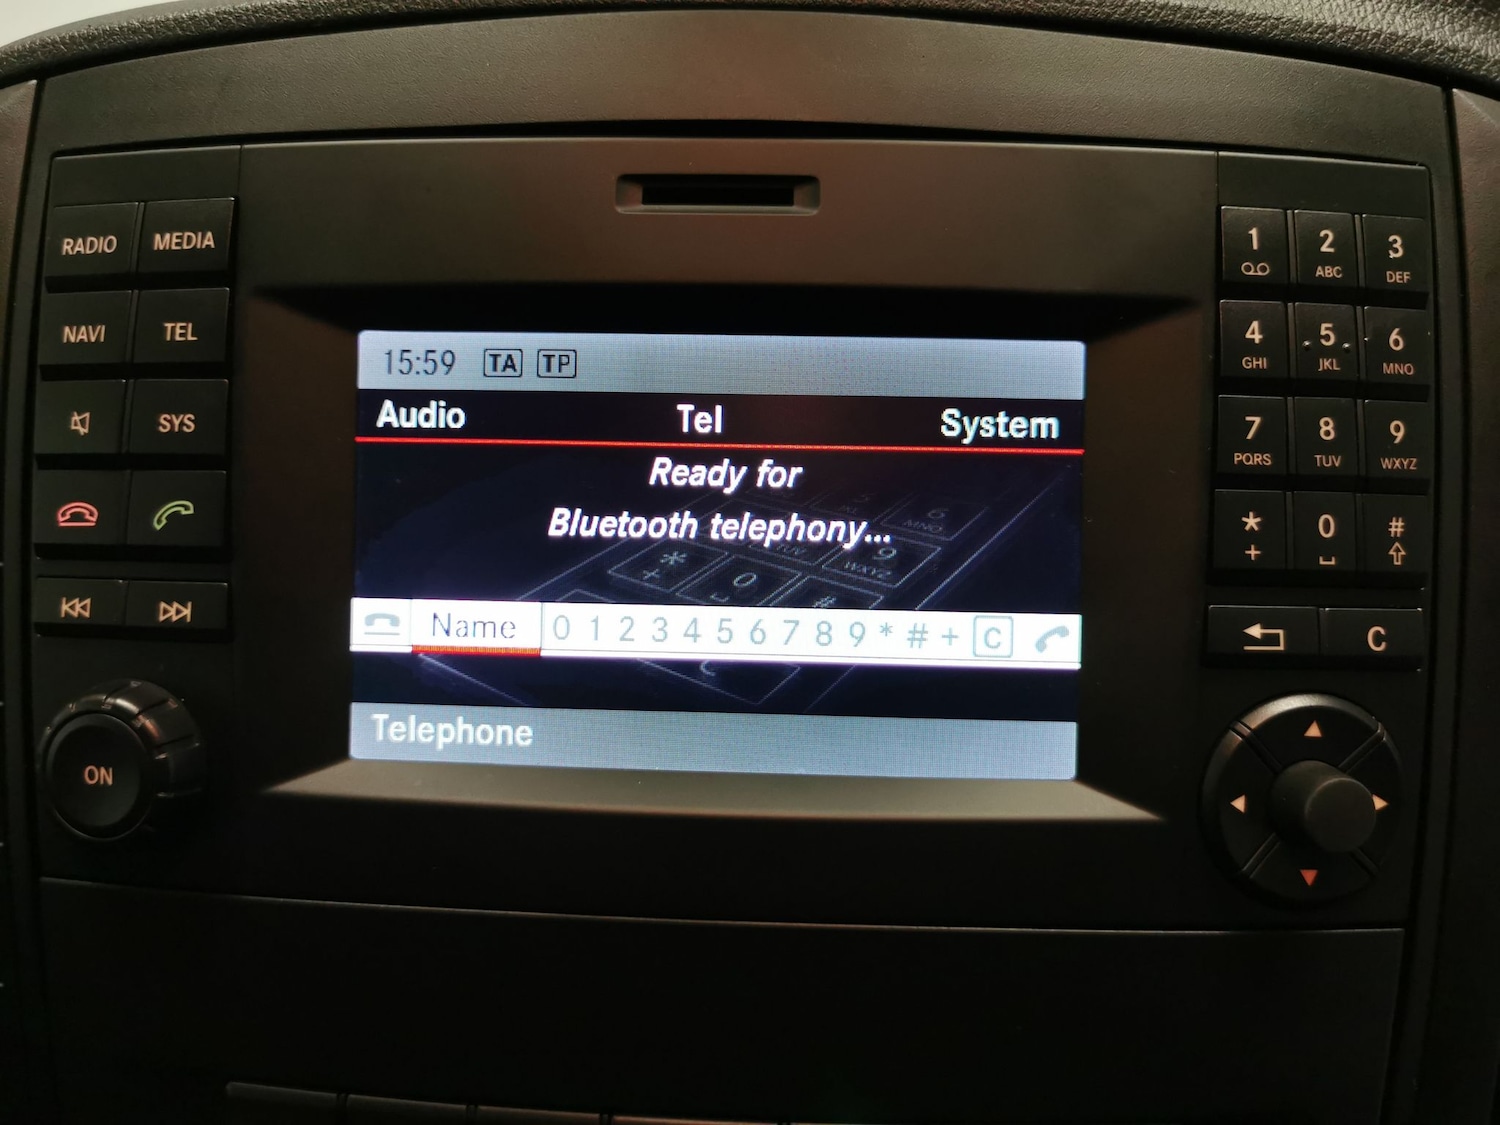 RADIO MEDIA
NAVI TEL
SYS
ON
15:59 TA TP
Audio Tel System
Ready for
Bluetooth telephony...
Name 0 1 2 3 4 5 6 7 8 9 * # + C
Telephone
1 2 3
ABC DEF
4 5 6
GHI JKL MNO
7 8 9
PQRS TUV WXYZ
* 0 #
+
C